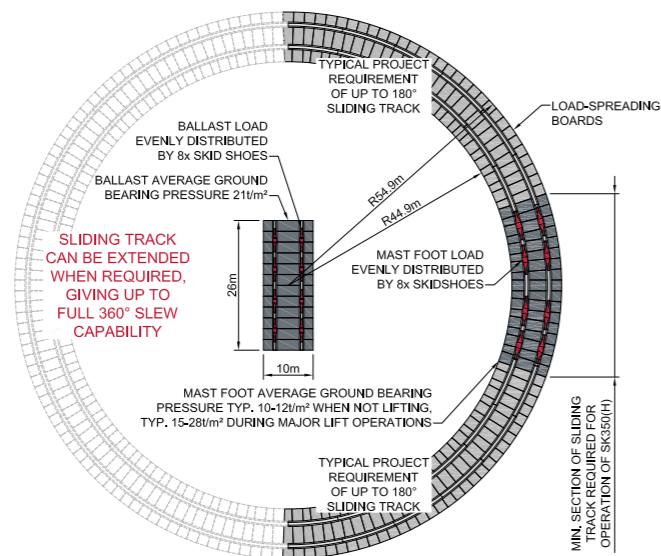 TYPICAL PROJECT
REQUIREMENT
OF UP TO 180°
SLIDING TRACK
LOAD-SPREADING
BOARDS
BALLAST LOAD
EVENLY DISTRIBUTED
BY 8x SKID SHOES
BALLAST AVERAGE GROUND
BEARING PRESSURE 21t/m²
R54.9m
R44.9m
SLIDING TRACK
CAN BE EXTENDED
WHEN REQUIRED,
GIVING UP TO
FULL 360° SLEW
CAPABILITY
26m
10m
MAST FOOT LOAD
EVENLY DISTRIBUTED
BY 8x SKIDSHOES
MAST FOOT AVERAGE GROUND BEARING
PRESSURE TYP. 10-12t/m² WHEN NOT LIFTING,
TYP. 15-28t/m² DURING MAJOR LIFT OPERATIONS
TYPICAL PROJECT
REQUIREMENT
OF UP TO 180°
SLIDING TRACK
MIN, SECTION OF SLIDING
TRACK REQUIRED FOR
OPERATION OF SK350(H)